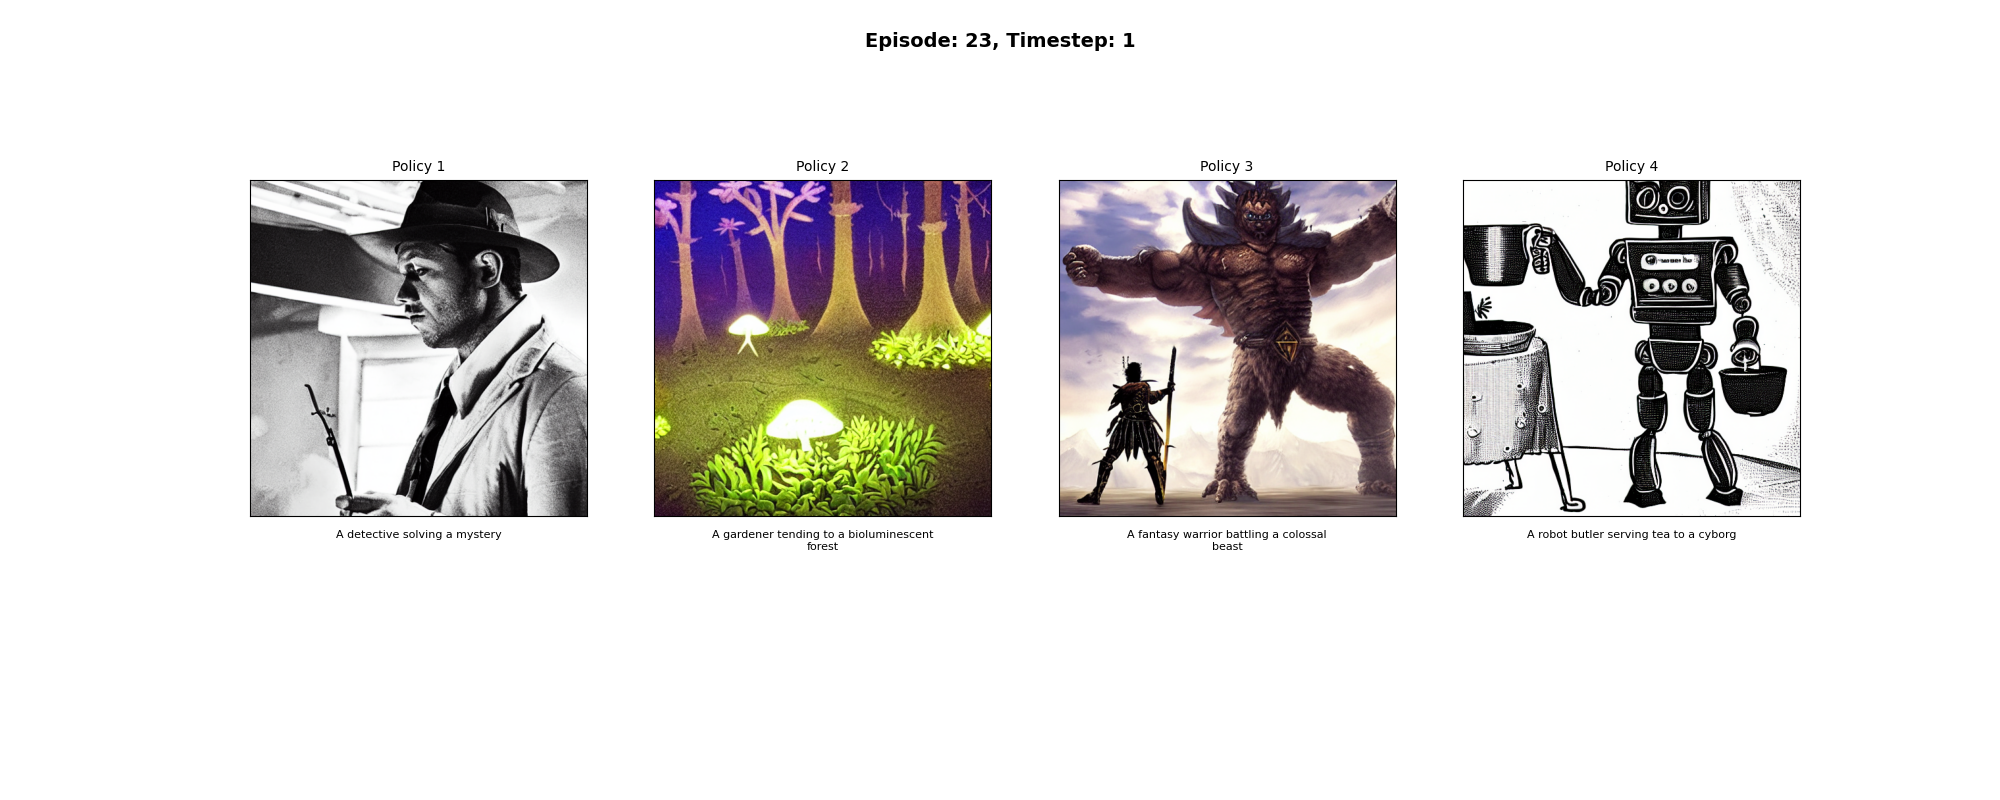 Episode: 23, Timestep: 1
Policy 1
Policy 2
Policy 3
Policy 4
A detective solving a mystery
A gardener tending to a bioluminescent
forest
A fantasy warrior battling a colossal
beast
A robot butler serving tea to a cyborg